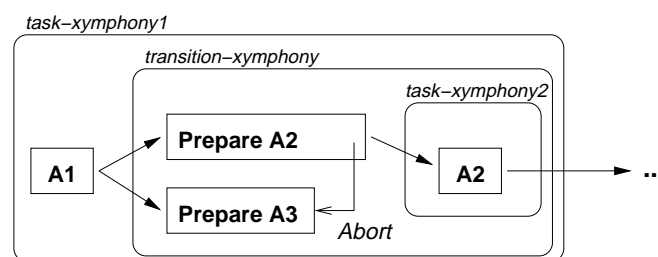 task−xymphony1
transition−xymphony
task−xymphony2
Prepare A2
A1
A2
..
Prepare A3
Abort